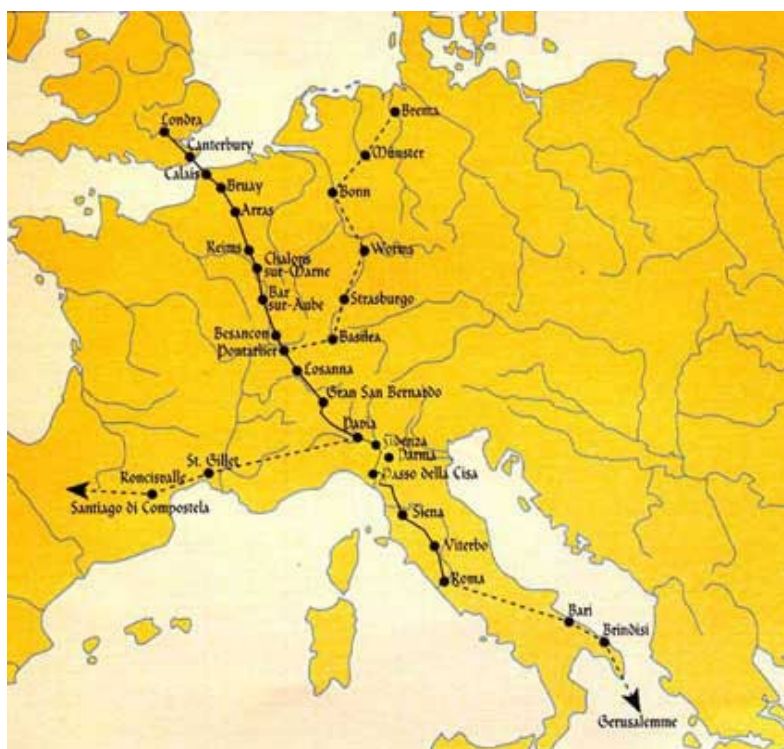 Londra
Canterbury
Calais
Bruay
Arras
Reims
Chalons
sur-Marne
Bar
sur-Aube
Besancon
Pontarlier
Losanna
Gran San Bernardo
Pavia
Fidenza
Parma
Passo della Cisa
Siena
Viterbo
Roma
Bari
Brindisi
Gerusalemme
Brema
Münster
Bonn
Worms
Strasburgo
Basilea
St. Gilles
Roncisvalle
Santiago di Compostela